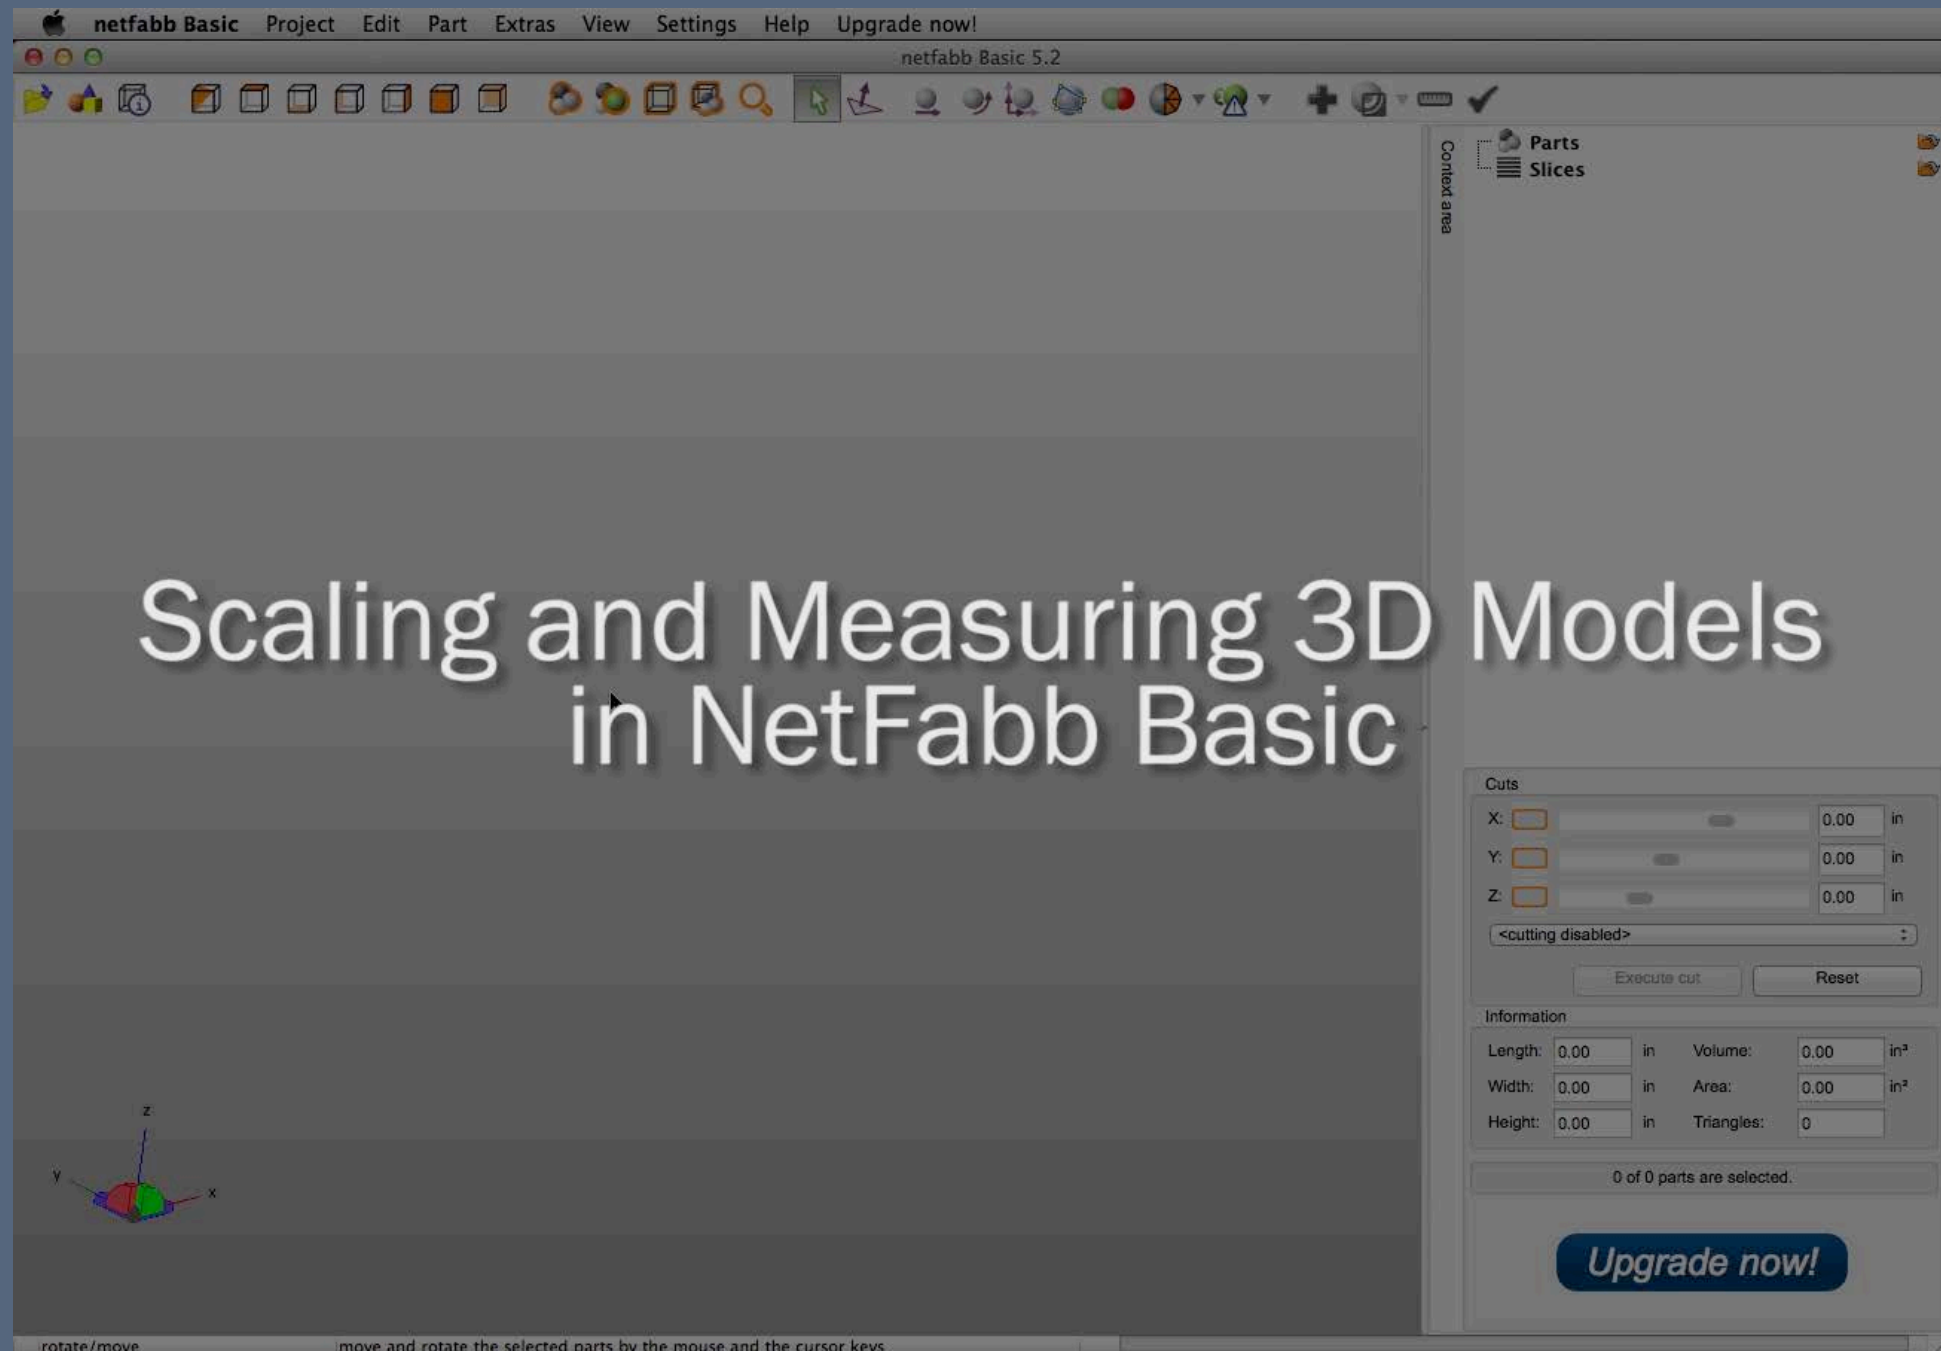 netfabb Basic Project Edit Part Extras View Settings Help Upgrade now!
netfabb Basic 5.2
Context area
Parts
Slices
Scaling and Measuring 3D Models
in NetFabb Basic
Cuts
X: 0.00 in
Y: 0.00 in
Z: 0.00 in
<cutting disabled>
Execute cut Reset
Information
Length: 0.00 in Volume: 0.00 in³
Width: 0.00 in Area: 0.00 in²
Height: 0.00 in Triangles: 0
0 of 0 parts are selected.
z
y
x
Upgrade now!
rotate/move move and rotate the selected parts by the mouse and the cursor keys